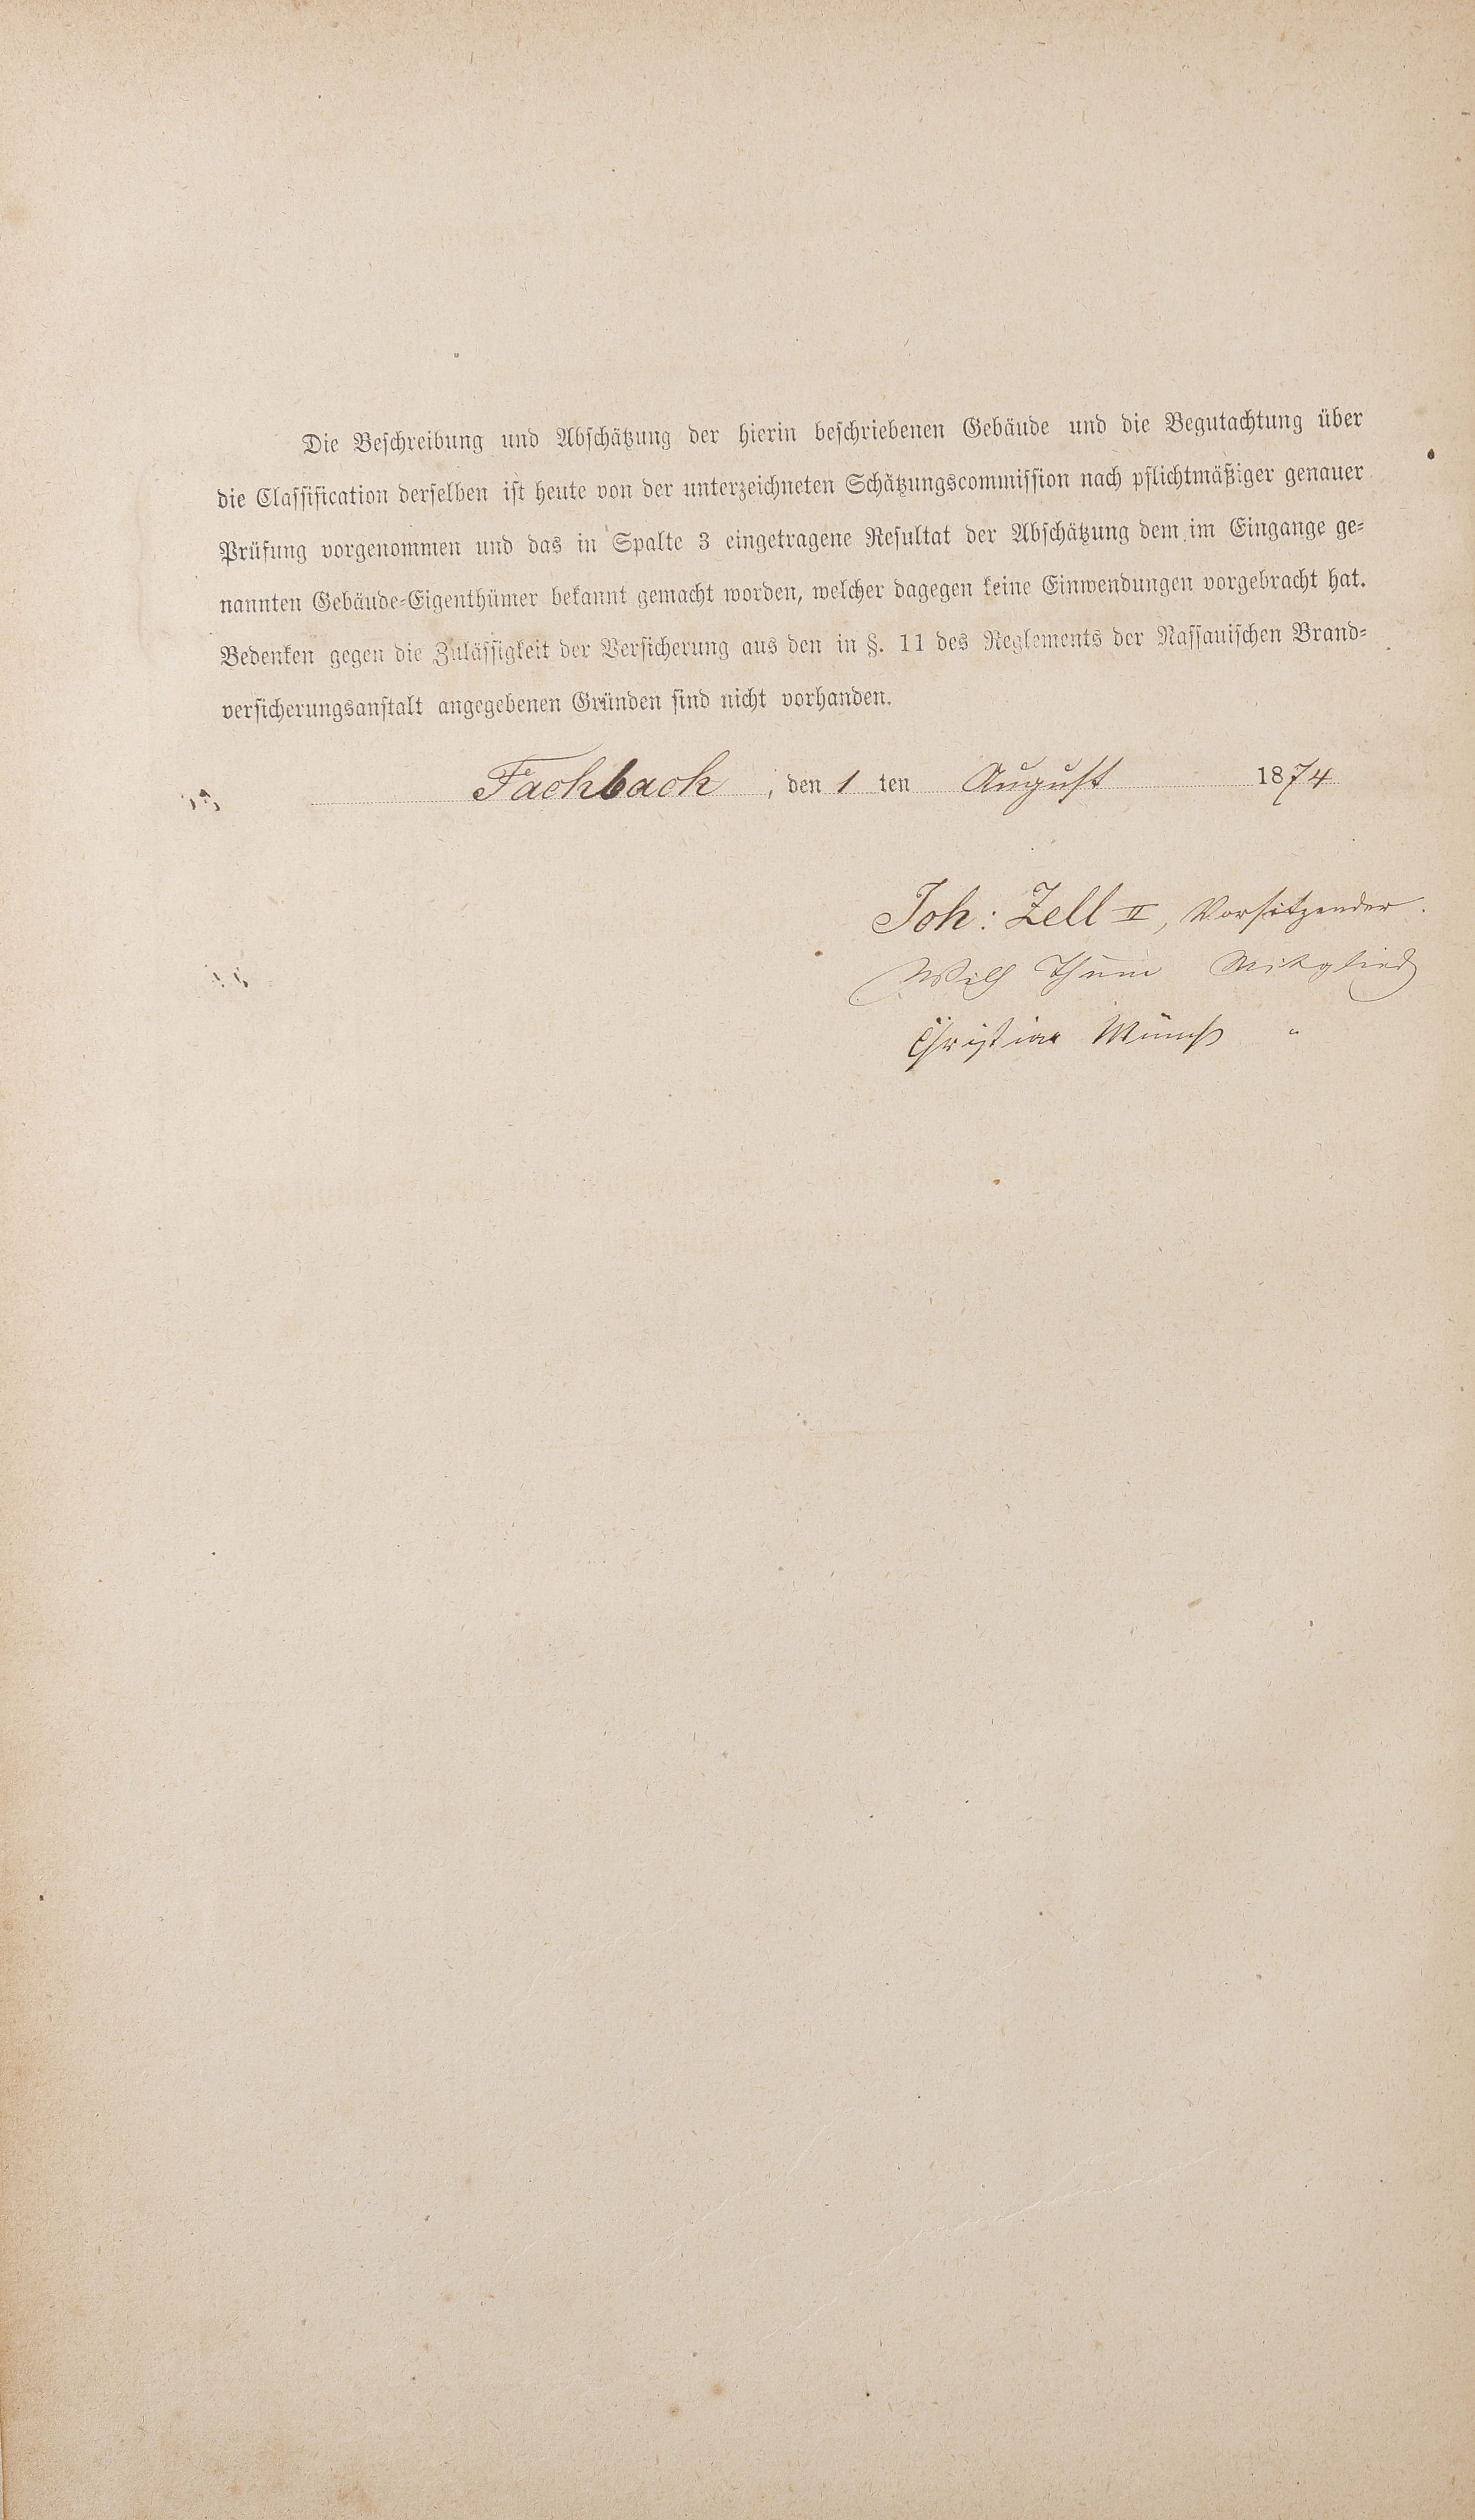 Die Beschreibung und Abschätzung der hierin beschriebenen Gebäude und die Begutachtung über
die Classification derselben ist heute von der unterzeichneten Schätzungscommission nach pflichtmäßiger genauer
Prüfung vorgenommen und das in Spalte 3 eingetragene Resultat der Abschätzung dem im Eingange ge-
nannten Gebäude-Eigenthümer bekannt gemacht worden, welcher dagegen keine Einwendungen vorgebracht hat.
Bedenken gegen die Zulässigkeit der Versicherung aus den in §. 11 des Reglements der Nassauischen Brand-
versicherungsanstalt angegebenen Gründen sind nicht vorhanden.
Fachbach, den 1 ten August 1874
Joh: Zell II, Vorsitzender.
Wilh Thum Mitglied
Christian Münch "